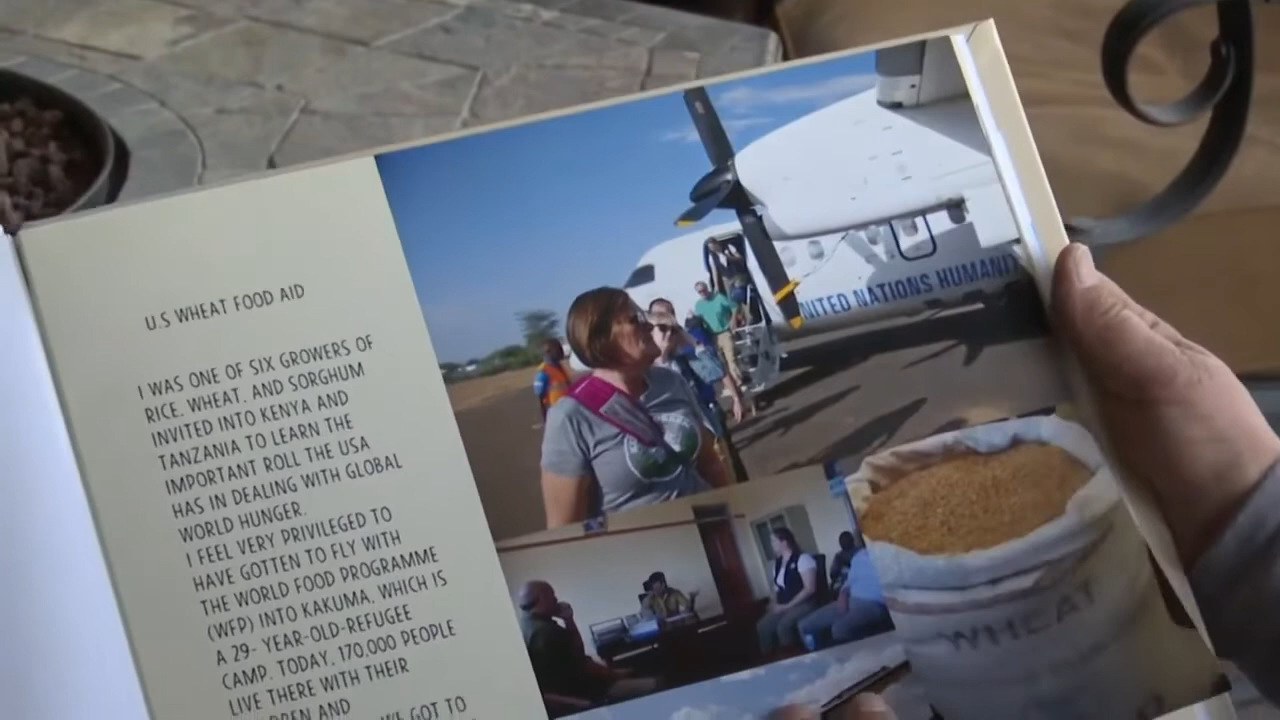 U.S WHEAT FOOD AID
I WAS ONE OF SIX GROWERS OF
RICE, WHEAT, AND SORGHUM
INVITED INTO KENYA AND
TANZANIA TO LEARN THE
IMPORTANT ROLL THE USA
HAS IN DEALING WITH GLOBAL
WORLD HUNGER.
I FEEL VERY PRIVILEGED TO
HAVE GOTTEN TO FLY WITH
THE WORLD FOOD PROGRAMME
(WFP) INTO KAKUMA, WHICH IS
A 29- YEAR-OLD-REFUGEE
CAMP. TODAY, 170,000 PEOPLE
LIVE THERE WITH THEIR
AND
WE GOT TO
NITED NATIONS HUMANIT
WHEAT